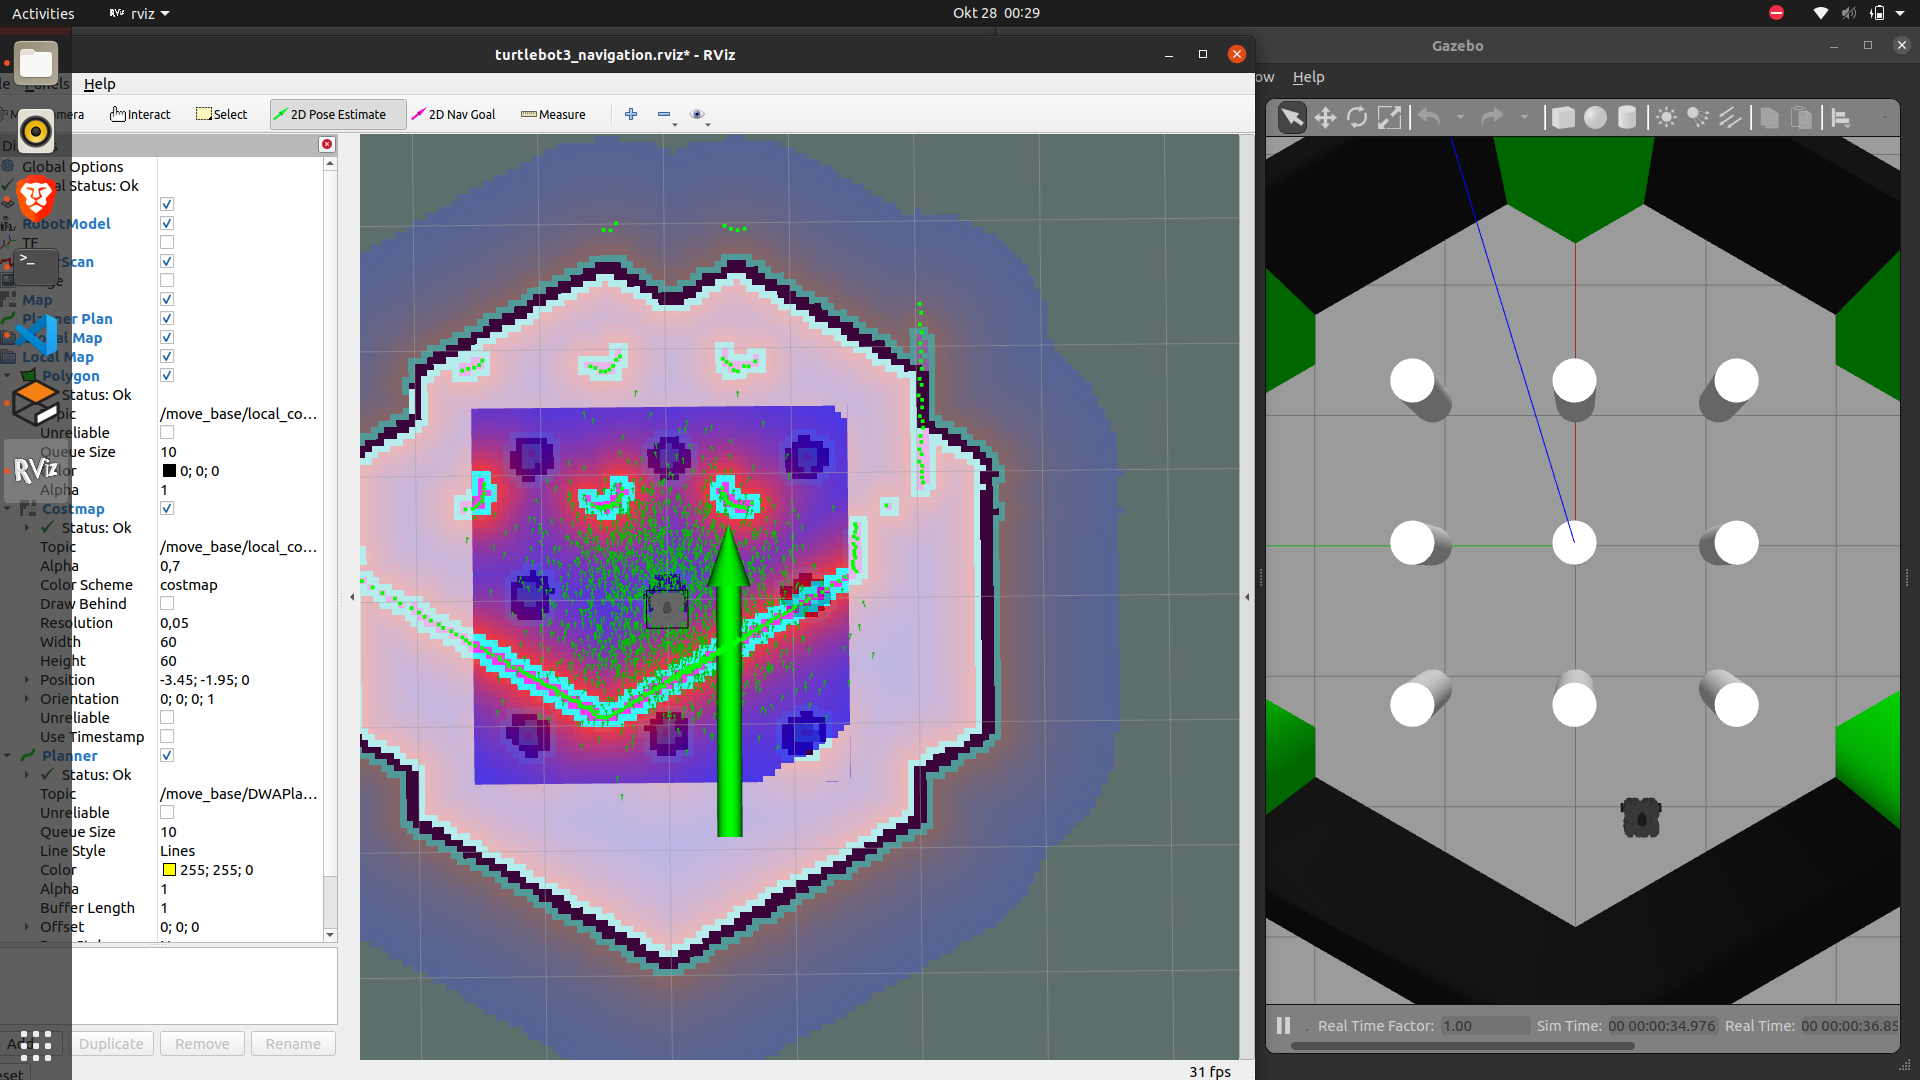 Activities
rviz
Okt 28 00:29
turtlebot3_navigation.rviz* - RViz
Gazebo
Panels
Help
Help
Interact
Select
2D Pose Estimate
2D Nav Goal
Measure
Global Options
Status: Ok
RobotModel
TF
Scan
Map
Planner Plan
Map
Local Map
Polygon
Status: Ok
/move_base/local_co...
Unreliable
Queue Size 10
0; 0; 0
Alpha 1
Costmap
Status: Ok
Topic /move_base/local_co...
Alpha 0,7
Color Scheme costmap
Draw Behind
Resolution 0,05
Width 60
Height 60
Position -3.45; -1.95; 0
Orientation 0; 0; 0; 1
Unreliable
Use Timestamp
Planner
Status: Ok
Topic /move_base/DWAPla...
Unreliable
Queue Size 10
Line Style Lines
Color 255; 255; 0
Alpha 1
Buffer Length 1
Offset 0; 0; 0
Add
Duplicate
Remove
Rename
31 fps
Real Time Factor: 1.00 Sim Time: 00 00:00:34.976 Real Time: 00 00:00:36.85
RViz